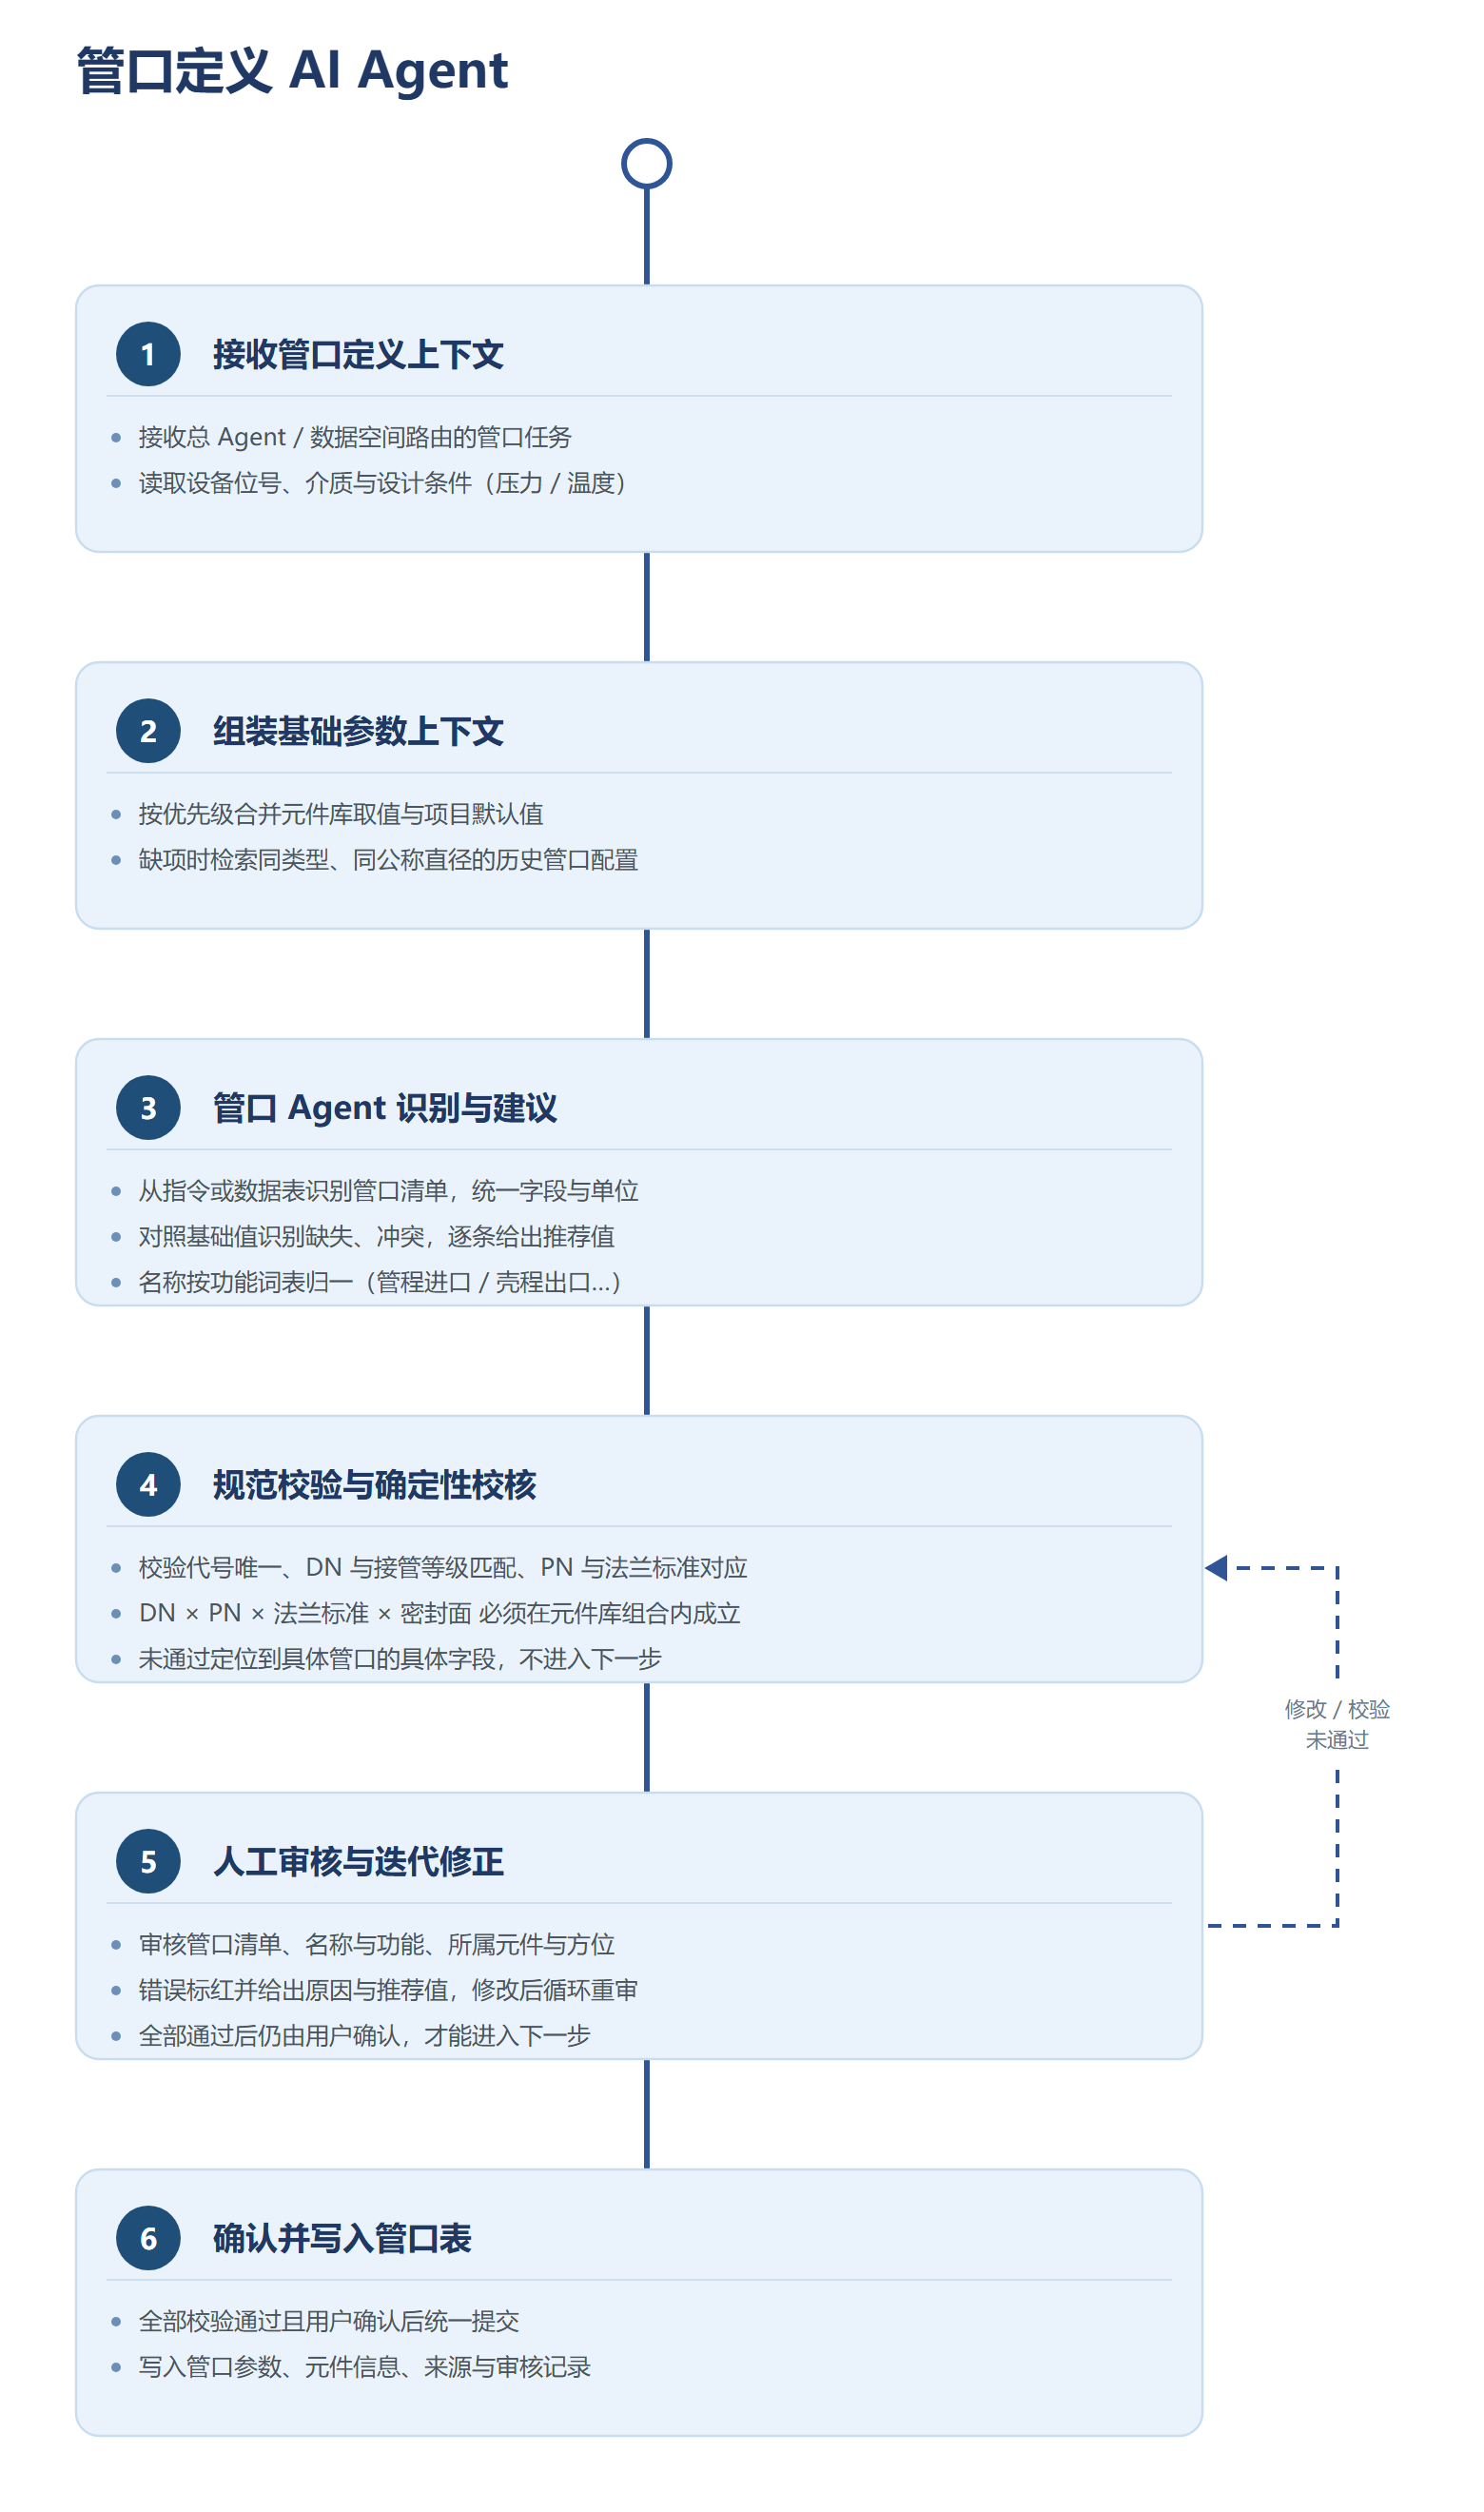 管口定义 AI Agent
1 接收管口定义上下文
接收总 Agent / 数据空间路由的管口任务
读取设备位号、介质与设计条件（压力 / 温度）
2 组装基础参数上下文
按优先级合并元件库取值与项目默认值
缺项时检索同类型、同公称直径的历史管口配置
3 管口 Agent 识别与建议
从指令或数据表识别管口清单，统一字段与单位
对照基础值识别缺失、冲突，逐条给出推荐值
名称按功能词表归一（管程进口 / 壳程出口…）
4 规范校验与确定性校核
校验代号唯一、DN 与接管等级匹配、PN 与法兰标准对应
DN × PN × 法兰标准 × 密封面 必须在元件库组合内成立
未通过定位到具体管口的具体字段，不进入下一步
修改 / 校验
未通过
5 人工审核与迭代修正
审核管口清单、名称与功能、所属元件与方位
错误标红并给出原因与推荐值，修改后循环重审
全部通过后仍由用户确认，才能进入下一步
6 确认并写入管口表
全部校验通过且用户确认后统一提交
写入管口参数、元件信息、来源与审核记录